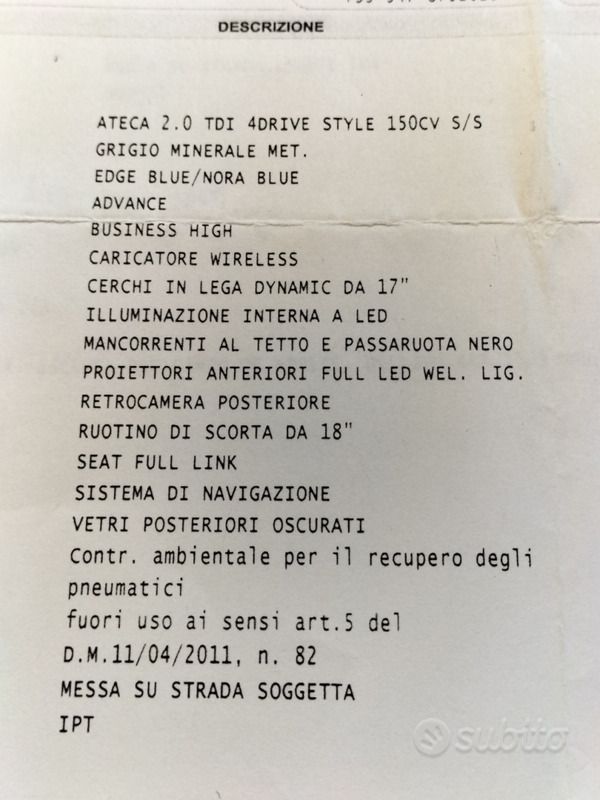 DESCRIZIONE
ATECA 2.0 TDI 4DRIVE STYLE 150CV S/S
GRIGIO MINERALE MET.
EDGE BLUE/NORA BLUE
ADVANCE
BUSINESS HIGH
CARICATORE WIRELESS
CERCHI IN LEGA DYNAMIC DA 17"
ILLUMINAZIONE INTERNA A LED
MANCORRENTI AL TETTO E PASSARUOTA NERO
PROIETTORI ANTERIORI FULL LED WEL. LIG.
RETROCAMERA POSTERIORE
RUOTINO DI SCORTA DA 18"
SEAT FULL LINK
SISTEMA DI NAVIGAZIONE
VETRI POSTERIORI OSCURATI
Contr. ambientale per il recupero degli
pneumatici
fuori uso ai sensi art.5 del
D.M.11/04/2011, n. 82
MESSA SU STRADA SOGGETTA
IPT
subito